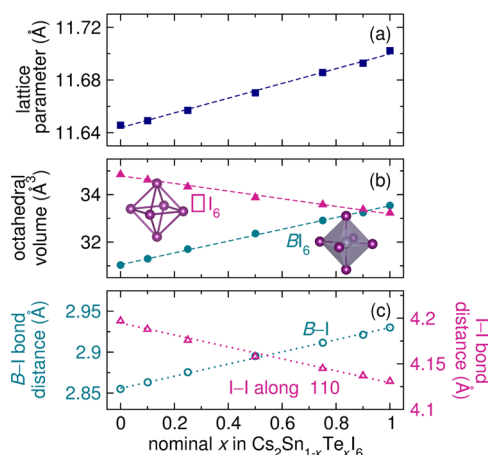 11.72
11.68
11.64
lattice
parameter (Å)
(a)
34
32
octahedral
volume (Å³)
(b)
▯I₆
BI₆
2.95
2.9
2.85
B–I bond
distance (Å)
(c)
B–I
I–I along 110
4.2
4.15
4.1
I–I bond
distance (Å)
0 0.2 0.4 0.6 0.8 1
nominal x in Cs₂Sn₁₋ₓTeₓI₆